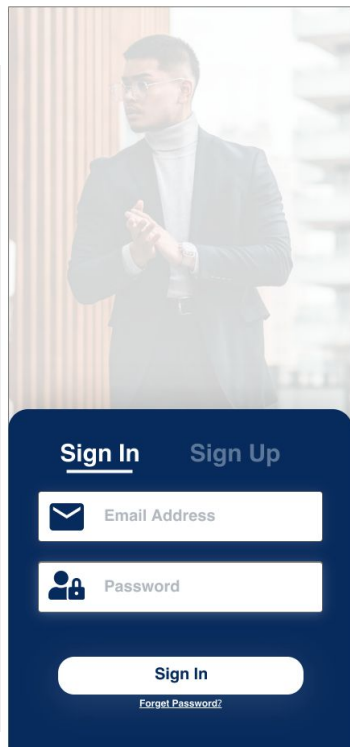 Sign In Sign Up
Email Address
Password
Sign In
Forget Password?